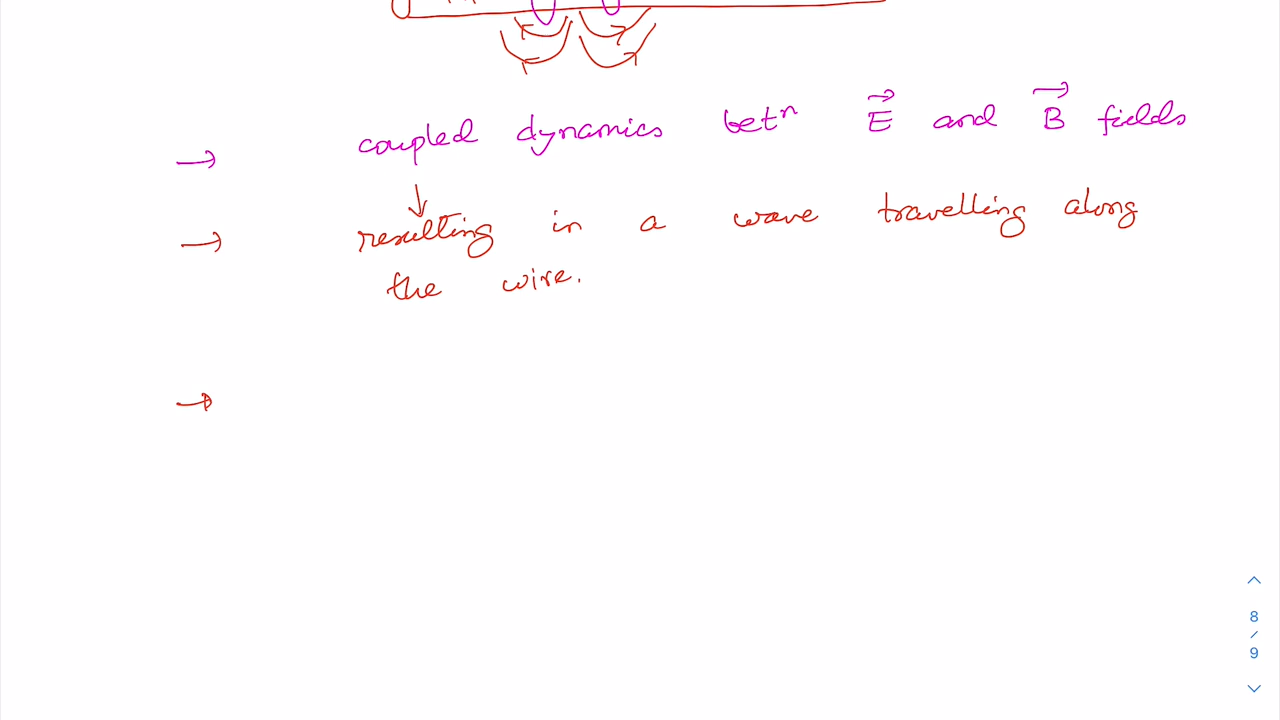 → coupled dynamics betⁿ E⃗ and B⃗ fields
↓
→ resulting in a wave travelling along
the wire.
→
8
/
9